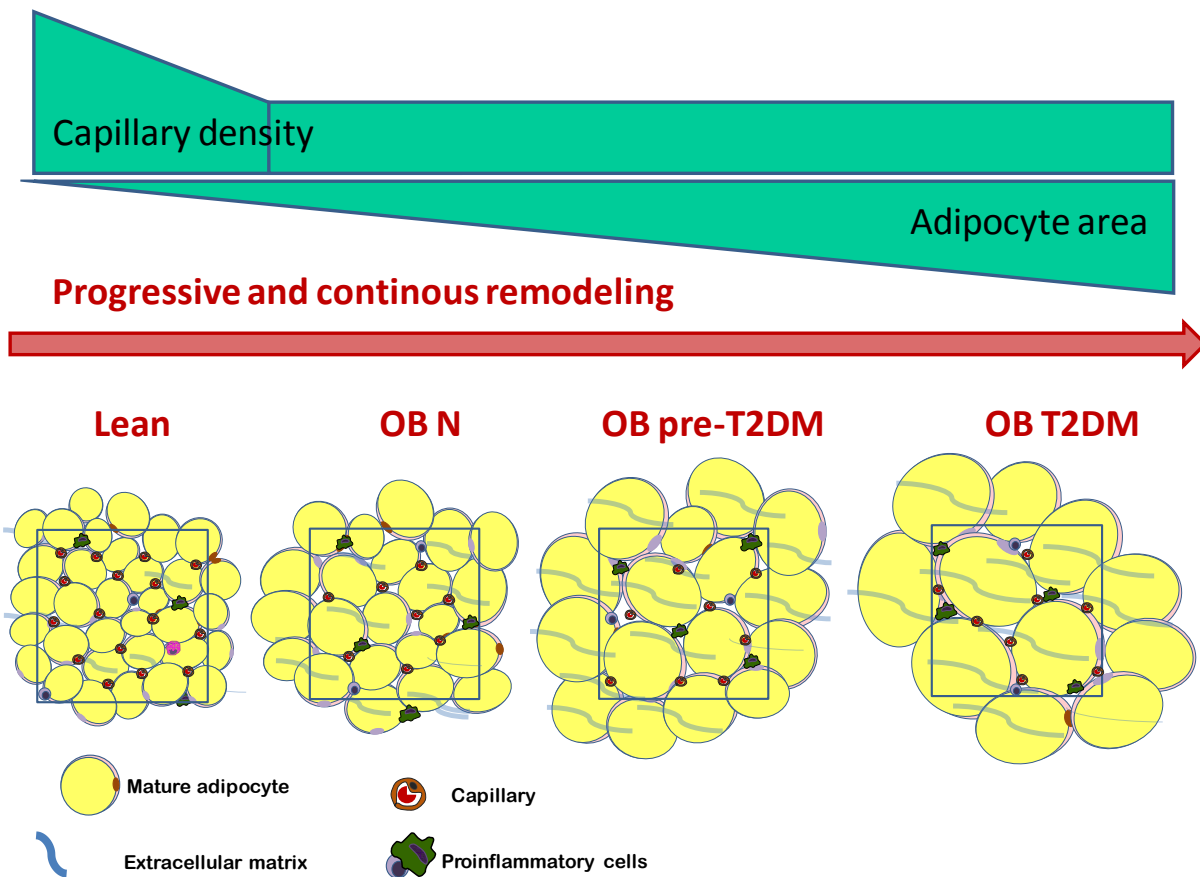 Capillary density
Adipocyte area
Progressive and continous remodeling
Lean
OB N
OB pre-T2DM
OB T2DM
Mature adipocyte
Capillary
Extracellular matrix
Proinflammatory cells